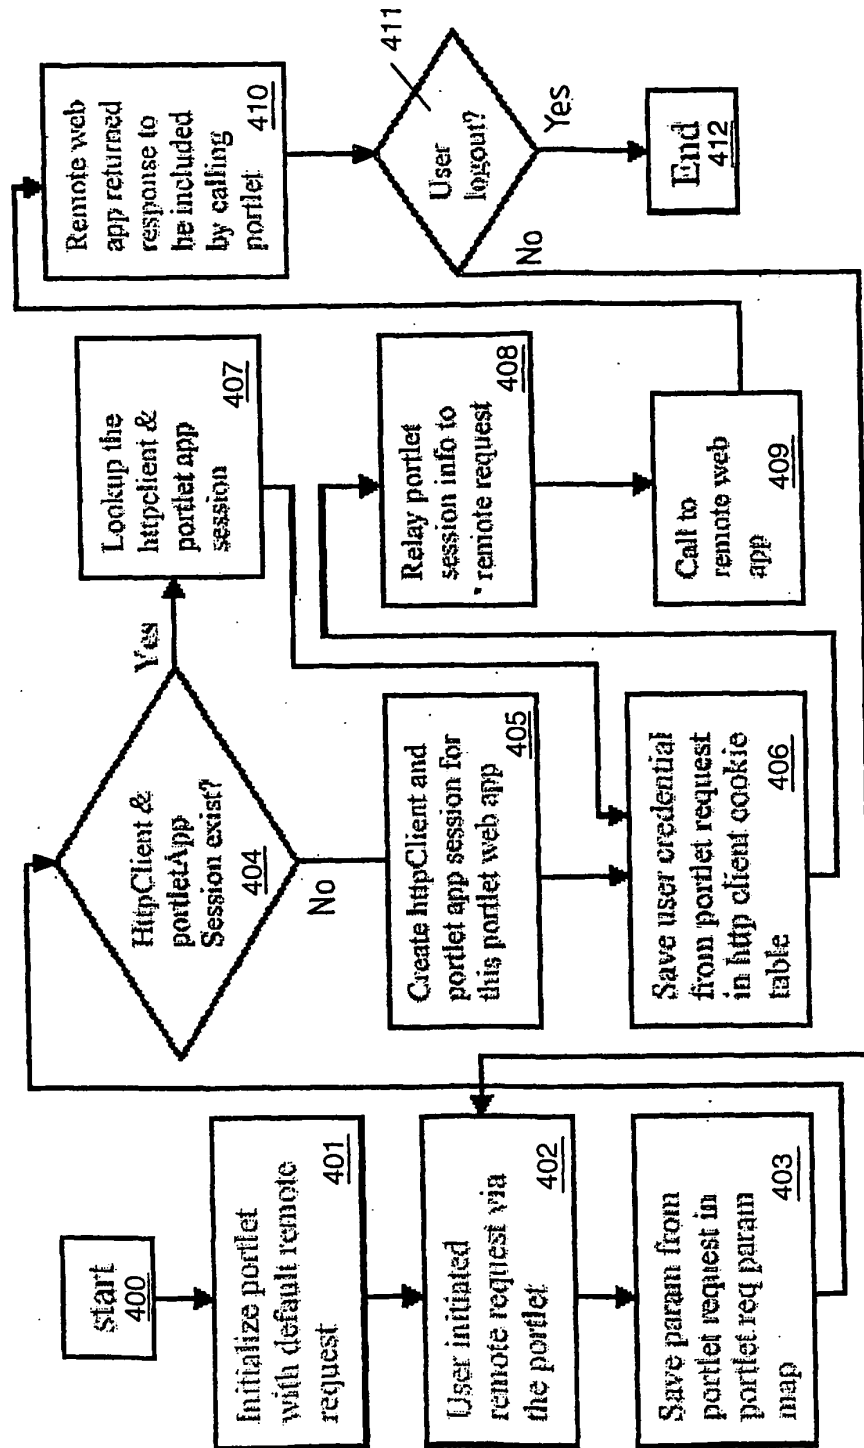 start
400
Initialize portlet
with default remote
request
401
User initiated
remote request via
the portlet
402
Save param from
portlet request in
portlet req param
map
403
HttpClient &
portletApp
Session exist?
404
Yes
No
Create httpClient and
portlet app session for
this portlet web app
405
Save user credential
from portlet request
in http client cookie
table
406
Lookup the
httpclient &
portlet app
session
407
Relay portlet
session info to
remote request
408
Call to
remote web
app
409
Remote web
app returned
response to
be included
by calling
portlet
410
411
User
logout?
No
Yes
End
412